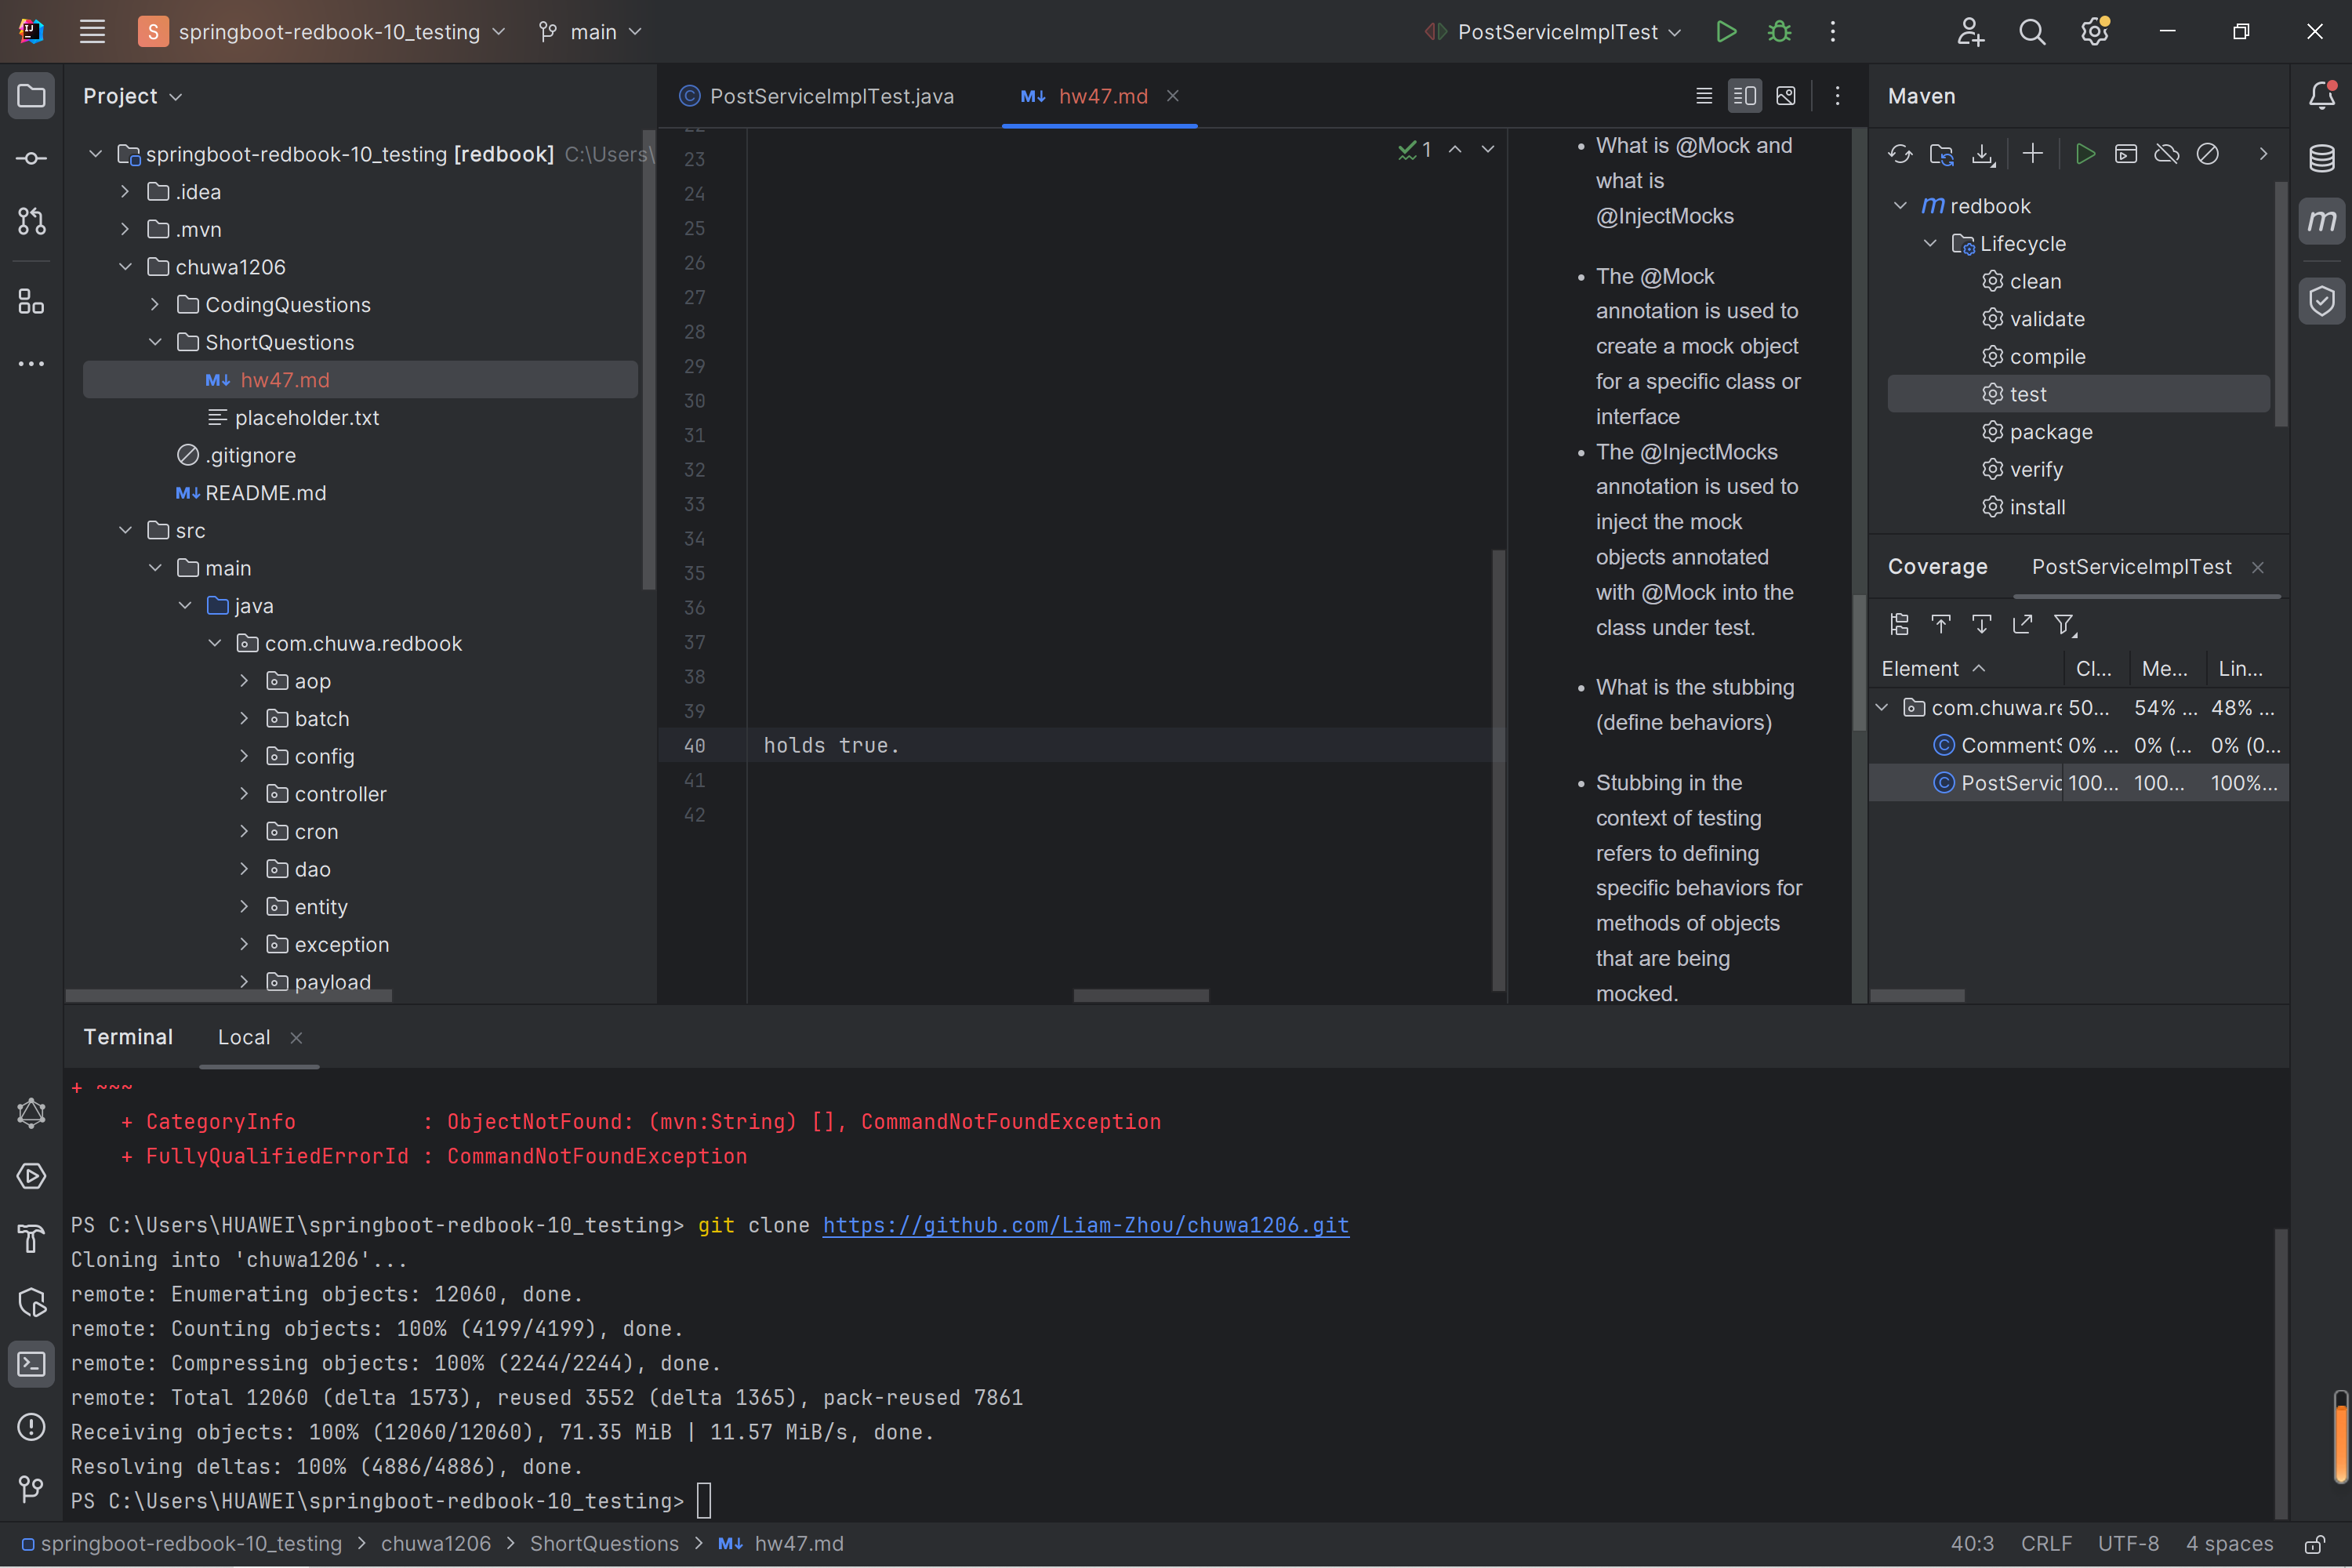 S springboot-redbook-10_testing main PostServiceImplTest
Project
springboot-redbook-10_testing [redbook] C:\Users\
.idea
.mvn
chuwa1206
CodingQuestions
ShortQuestions
M↓ hw47.md
placeholder.txt
.gitignore
M↓ README.md
src
main
java
com.chuwa.redbook
aop
batch
config
controller
cron
dao
entity
exception
payload
PostServiceImplTest.java M↓ hw47.md
1
23
24
25
26
27
28
29
30
31
32
33
34
35
36
37
38
39
40 holds true.
41
42
• What is @Mock and
what is
@InjectMocks
• The @Mock
annotation is used to
create a mock object
for a specific class or
interface
• The @InjectMocks
annotation is used to
inject the mock
objects annotated
with @Mock into the
class under test.
• What is the stubbing
(define behaviors)
• Stubbing in the
context of testing
refers to defining
specific behaviors for
methods of objects
that are being
mocked.
Maven
m redbook
Lifecycle
clean
validate
compile
test
package
verify
install
m
Coverage PostServiceImplTest
Element Cl... Me... Lin...
com.chuwa.re 50... 54% ... 48% ...
C CommentS 0% ... 0% (... 0% (0...
C PostServic 100... 100... 100%...
Terminal Local
+ ~~~
+ CategoryInfo : ObjectNotFound: (mvn:String) [], CommandNotFoundException
+ FullyQualifiedErrorId : CommandNotFoundException
PS C:\Users\HUAWEI\springboot-redbook-10_testing> git clone https://github.com/Liam-Zhou/chuwa1206.git
Cloning into 'chuwa1206'...
remote: Enumerating objects: 12060, done.
remote: Counting objects: 100% (4199/4199), done.
remote: Compressing objects: 100% (2244/2244), done.
remote: Total 12060 (delta 1573), reused 3552 (delta 1365), pack-reused 7861
Receiving objects: 100% (12060/12060), 71.35 MiB | 11.57 MiB/s, done.
Resolving deltas: 100% (4886/4886), done.
PS C:\Users\HUAWEI\springboot-redbook-10_testing>
springboot-redbook-10_testing > chuwa1206 > ShortQuestions > M↓ hw47.md 40:3 CRLF UTF-8 4 spaces